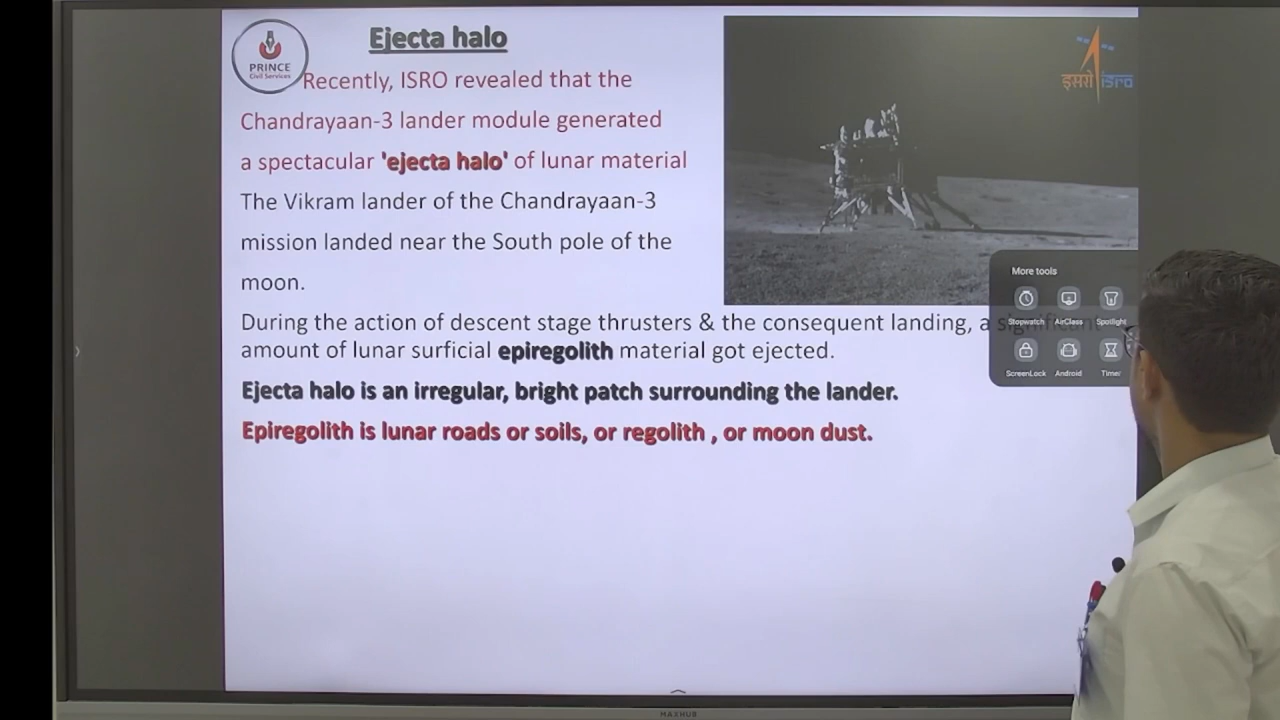 Ejecta halo
PRINCE
Civil Services
Recently, ISRO revealed that the
Chandrayaan-3 lander module generated
a spectacular 'ejecta halo' of lunar material
The Vikram lander of the Chandrayaan-3
mission landed near the South pole of the
moon.
During the action of descent stage thrusters & the consequent landing, a significant
amount of lunar surficial epiregolith material got ejected.
Ejecta halo is an irregular, bright patch surrounding the lander.
Epiregolith is lunar roads or soils, or regolith , or moon dust.
इसरो isro
More tools
Stopwatch AirClass Spotlight
ScreenLock Android Timer
MAXHUB